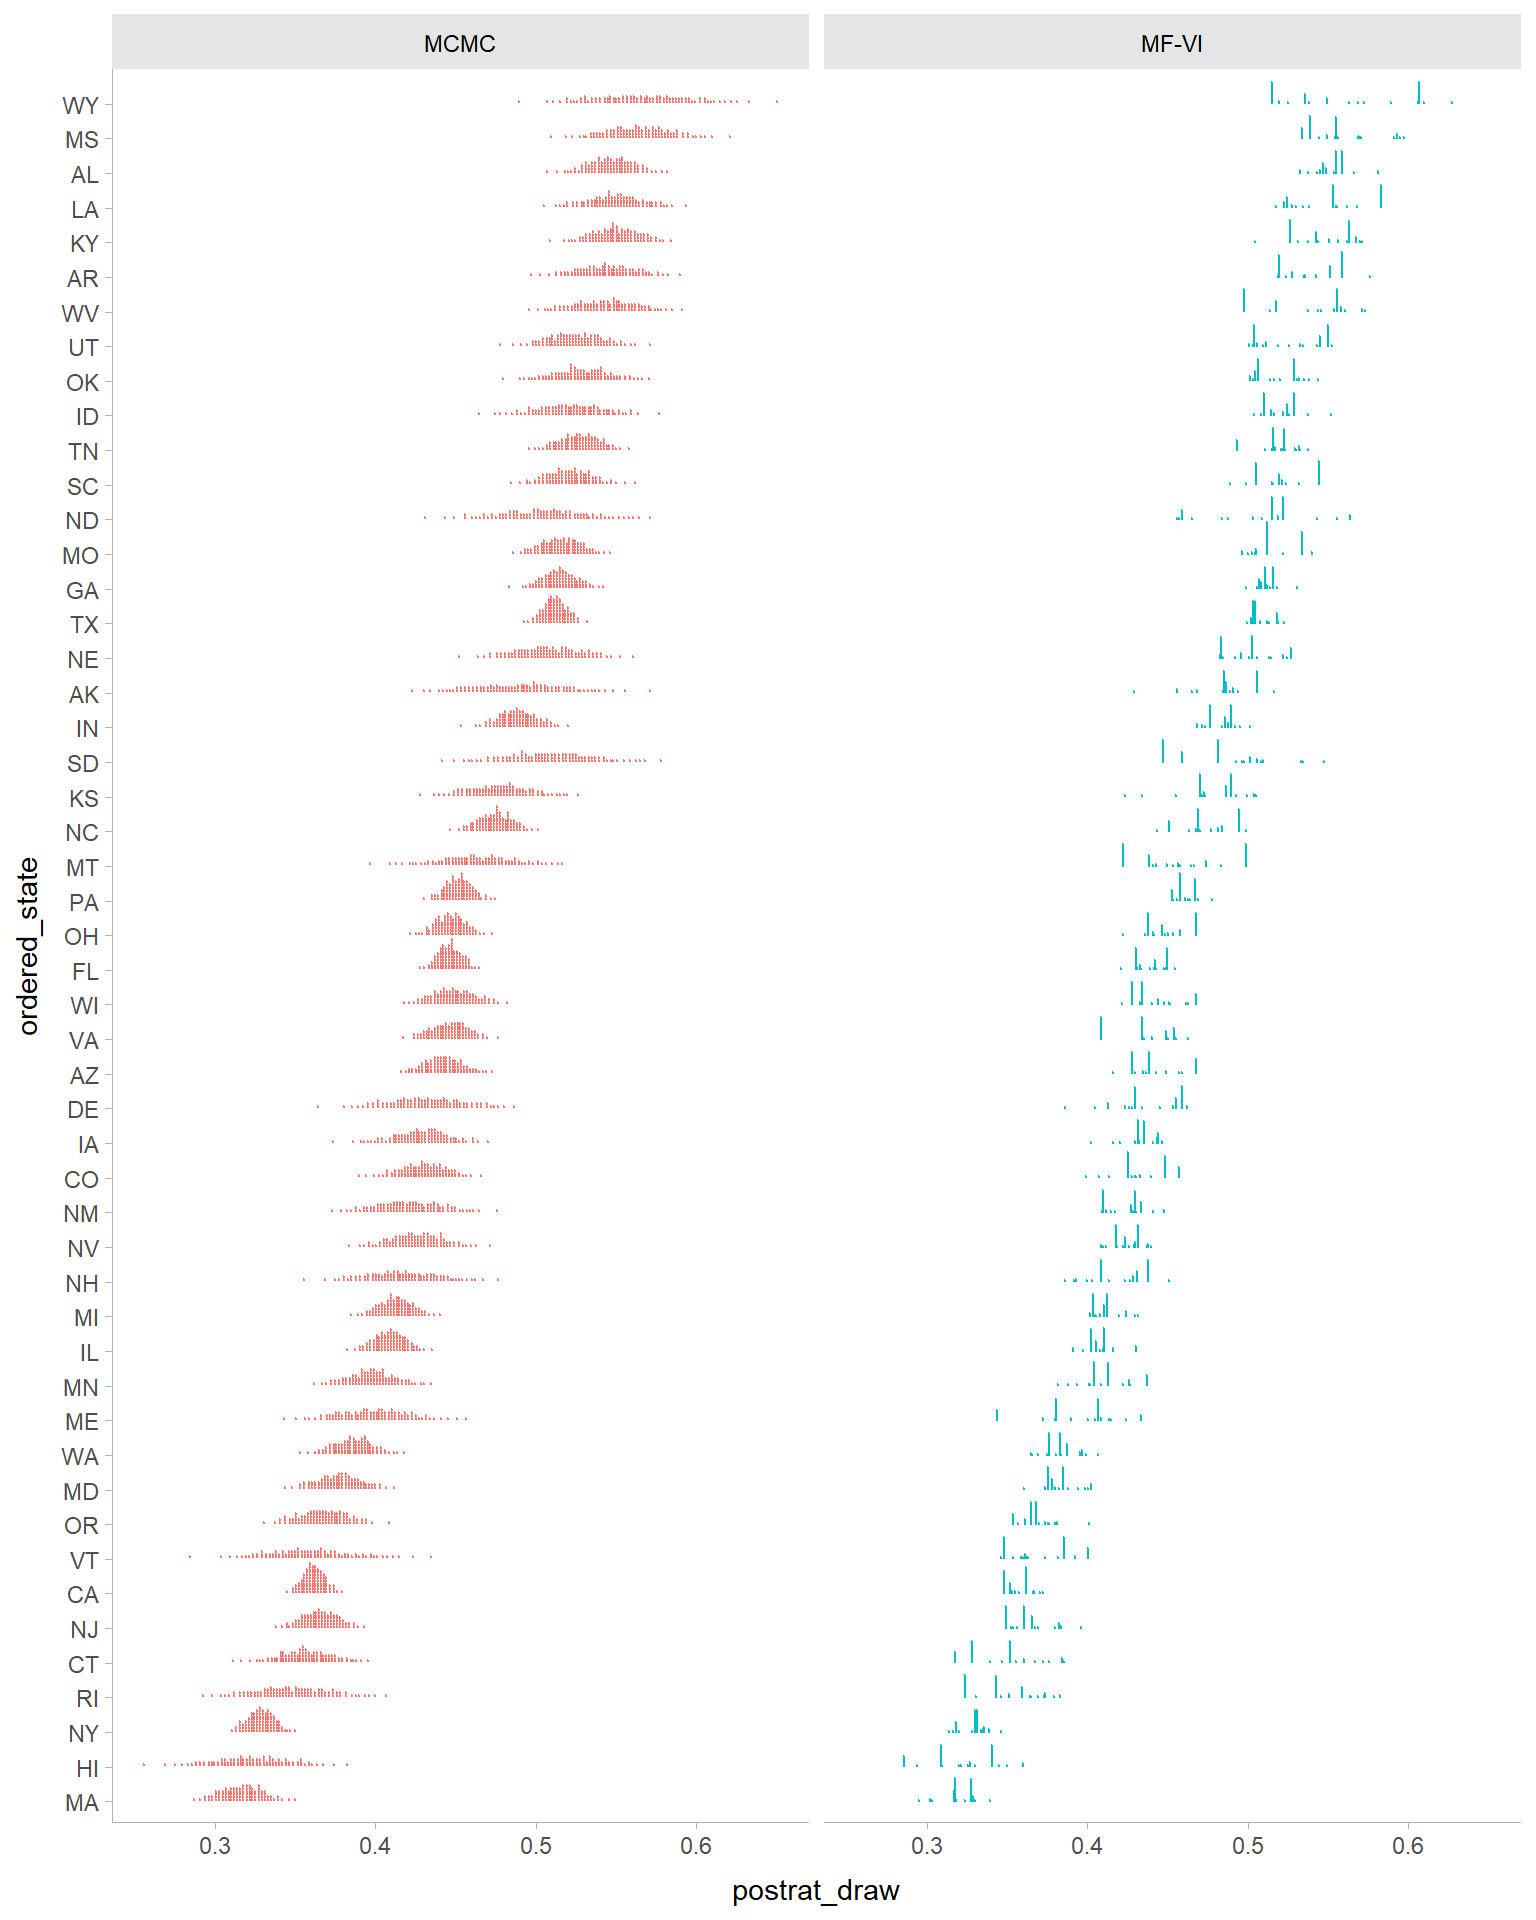 MCMC
MF-VI
WY
MS
AL
LA
KY
AR
WV
UT
OK
ID
TN
SC
ND
MO
GA
TX
NE
AK
IN
SD
KS
NC
MT
PA
OH
FL
WI
VA
AZ
DE
IA
CO
NM
NV
NH
MI
IL
MN
ME
WA
MD
OR
VT
CA
NJ
CT
RI
NY
HI
MA
ordered_state
0.3 0.4 0.5 0.6
0.3 0.4 0.5 0.6
postrat_draw